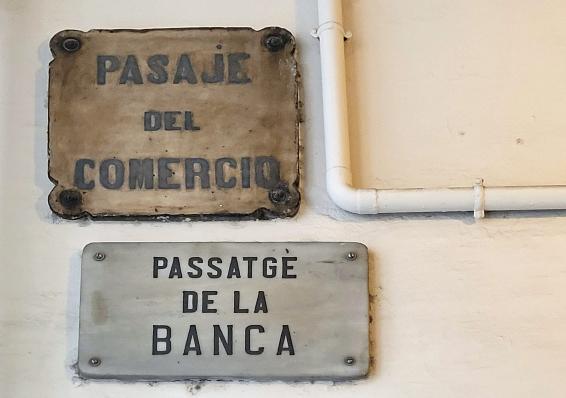 PASAJE
DEL
COMERCIO
PASSATGE
DE LA
BANCA